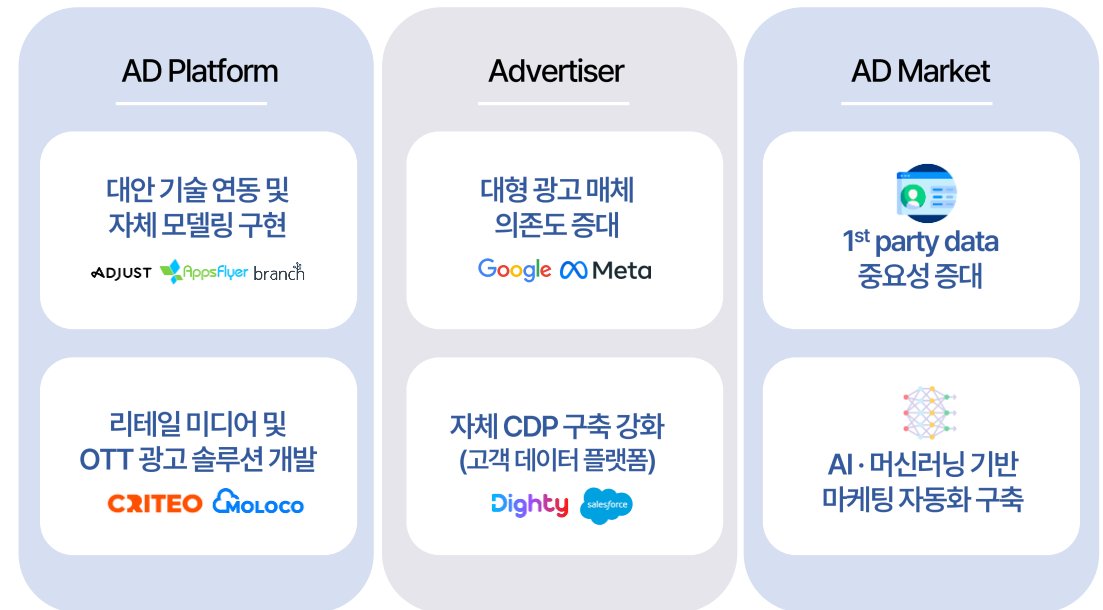 AD Platform
대안 기술 연동 및
자체 모델링 구현
ADJUST AppsFlyer branch
리테일 미디어 및
OTT 광고 솔루션 개발
CRITEO MOLOCO
Advertiser
대형 광고 매체
의존도 증대
Google Meta
자체 CDP 구축 강화
(고객 데이터 플랫폼)
Dighty salesforce
AD Market
1st party data
중요성 증대
AI · 머신러닝 기반
마케팅 자동화 구축